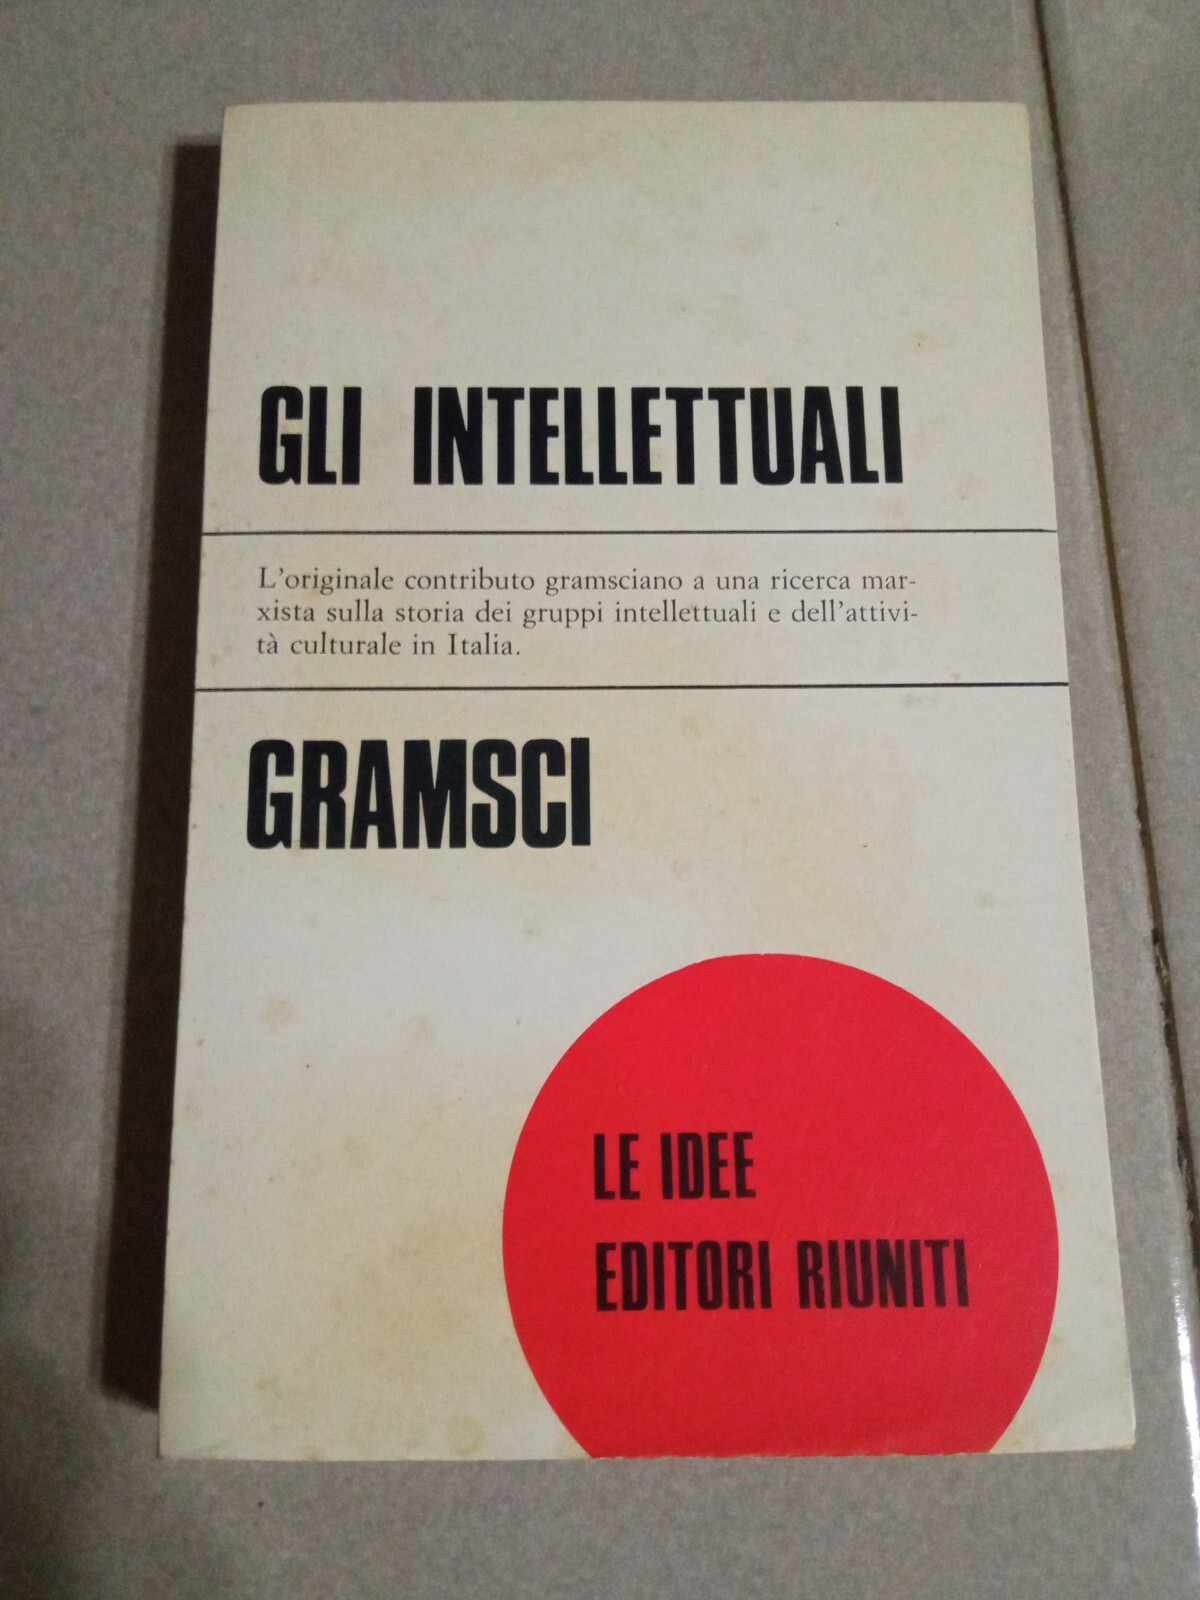 GLI INTELLETTUALI
L'originale contributo gramsciano a una ricerca mar-
xista sulla storia dei gruppi intellettuali e dell'attivi-
tà culturale in Italia.
GRAMSCI
LE IDEE
EDITORI RIUNITI